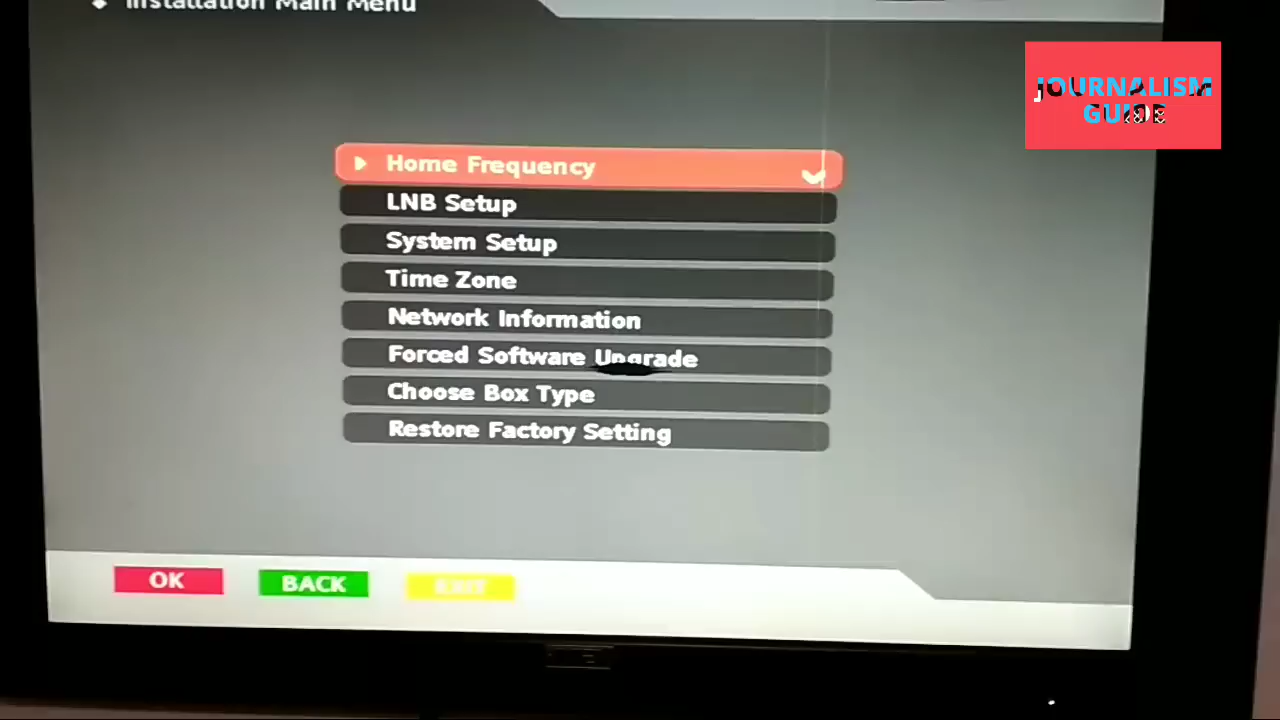 Installation Main Menu
JOURNALISM
GUIDE
Home Frequency
LNB Setup
System Setup
Time Zone
Network Information
Forced Software Upgrade
Choose Box Type
Restore Factory Setting
OK
BACK
EXIT